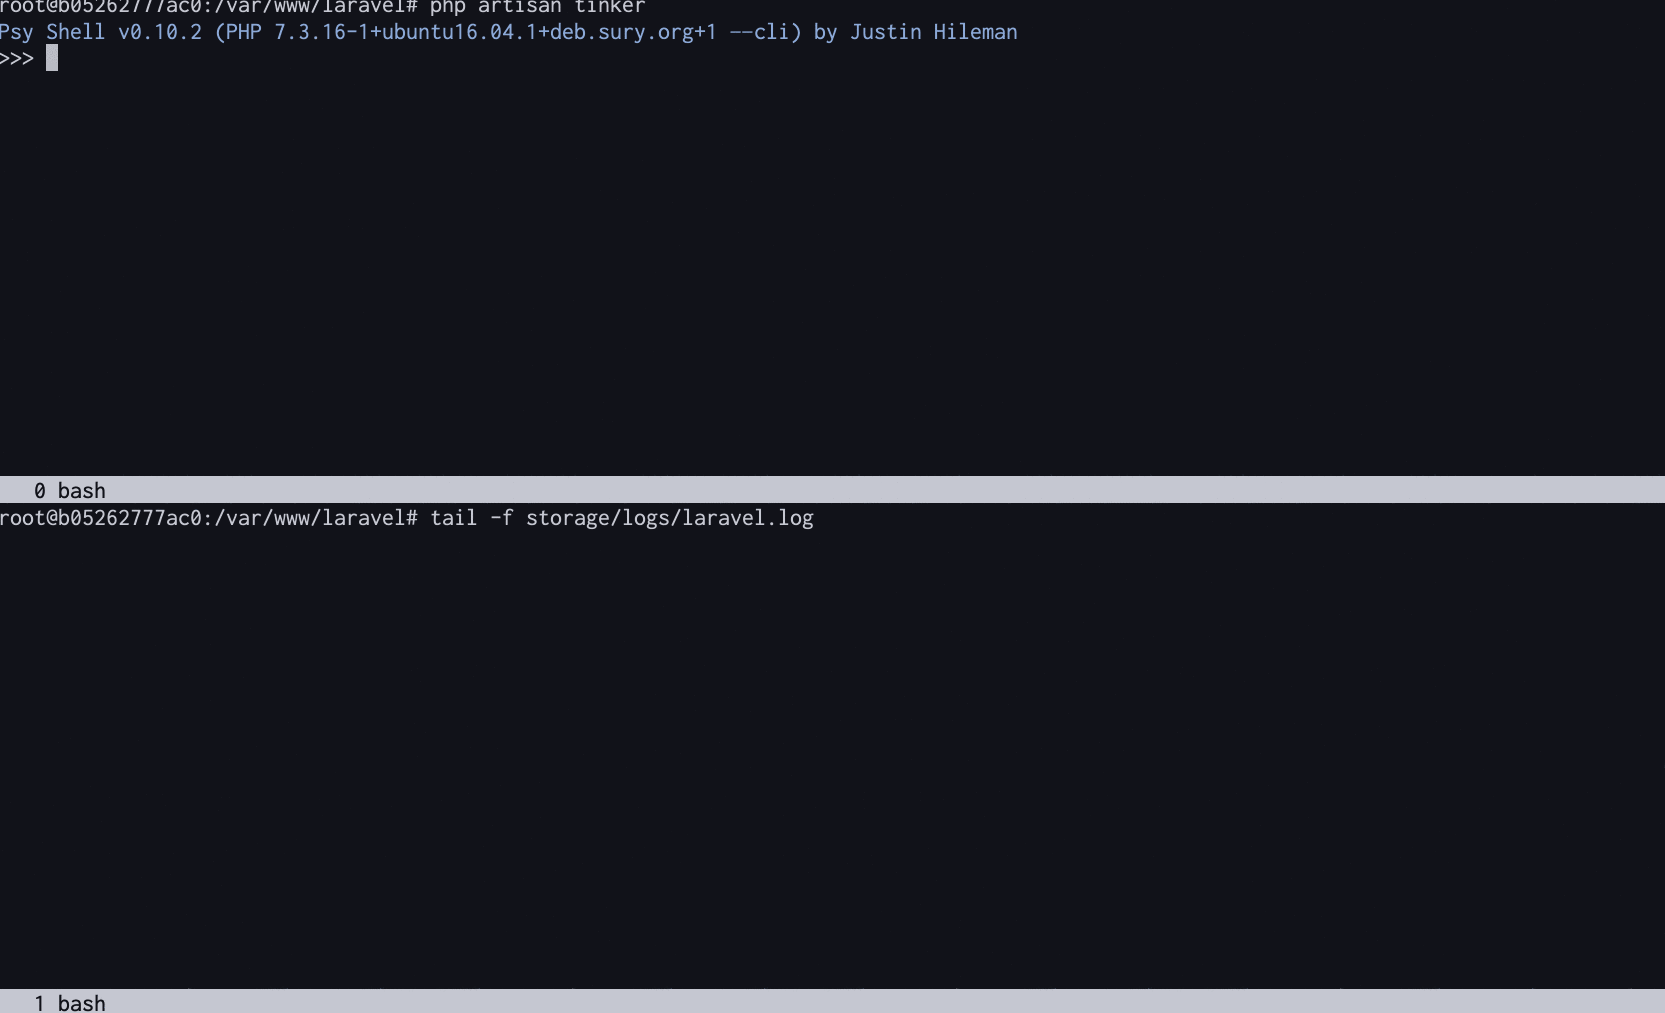 root@b05262777ac0:/var/www/laravel# php artisan tinker
Psy Shell v0.10.2 (PHP 7.3.16-1+ubuntu16.04.1+deb.sury.org+1 — cli) by Justin Hileman
>>>
0 bash
root@b05262777ac0:/var/www/laravel# tail -f storage/logs/laravel.log
1 bash